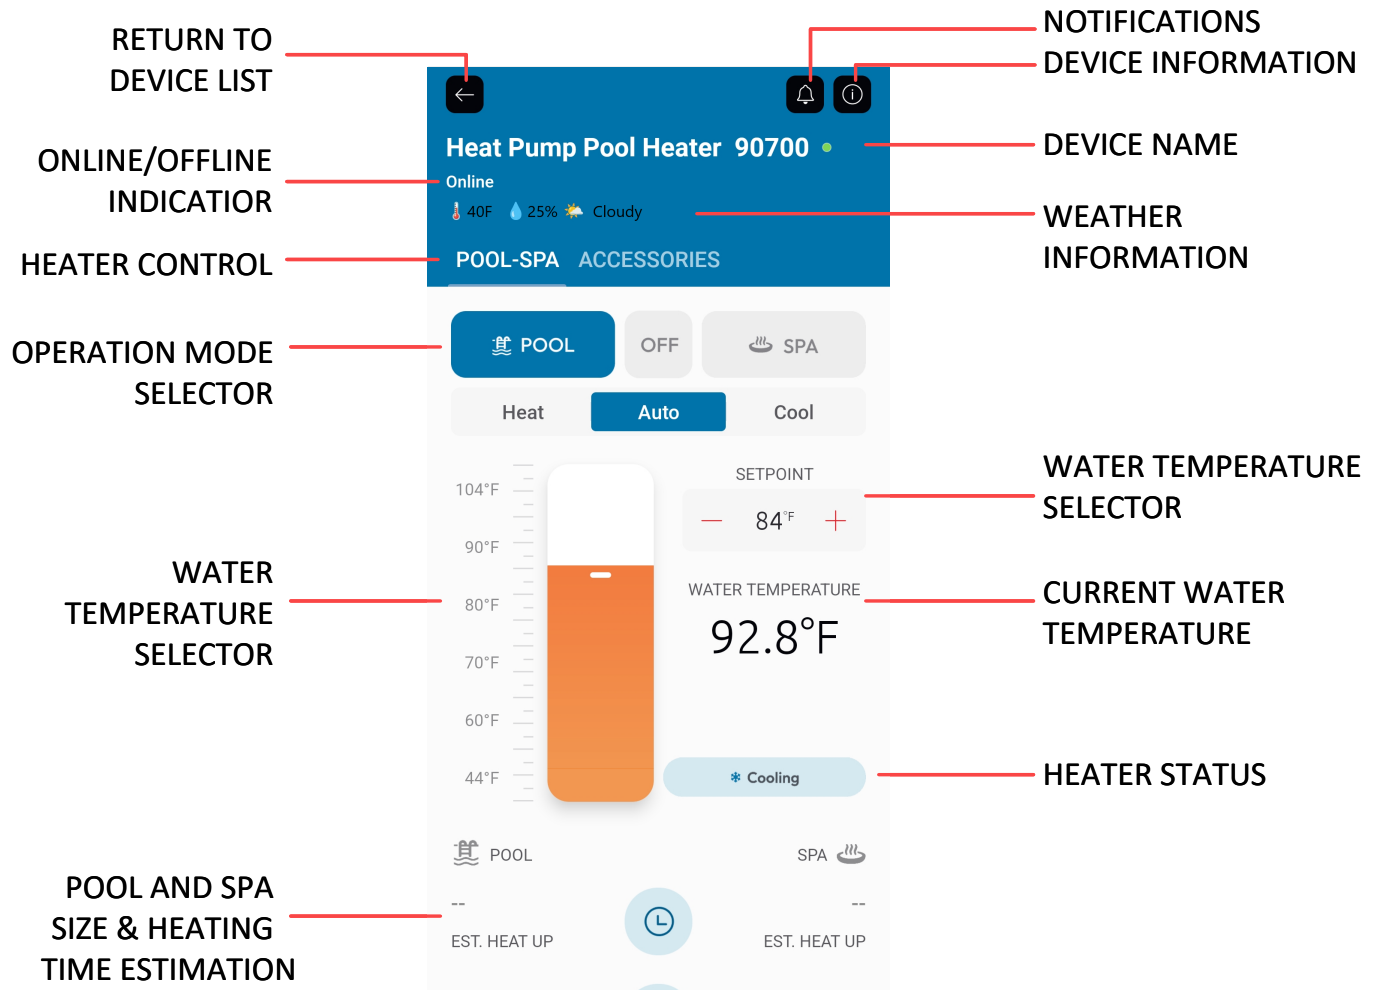 RETURN TO
DEVICE LIST
NOTIFICATIONS
DEVICE INFORMATION
Heat Pump Pool Heater 90700
DEVICE NAME
ONLINE/OFFLINE
INDICATIOR
Online
40F 25% Cloudy
WEATHER
INFORMATION
HEATER CONTROL
POOL-SPA ACCESSORIES
OPERATION MODE
SELECTOR
POOL OFF SPA
Heat Auto Cool
SETPOINT
84°F
WATER TEMPERATURE
SELECTOR
104°F
90°F
80°F
70°F
60°F
44°F
WATER
TEMPERATURE
SELECTOR
WATER TEMPERATURE
92.8°F
CURRENT WATER
TEMPERATURE
Cooling
HEATER STATUS
POOL SPA
-- --
EST. HEAT UP EST. HEAT UP
POOL AND SPA
SIZE & HEATING
TIME ESTIMATION